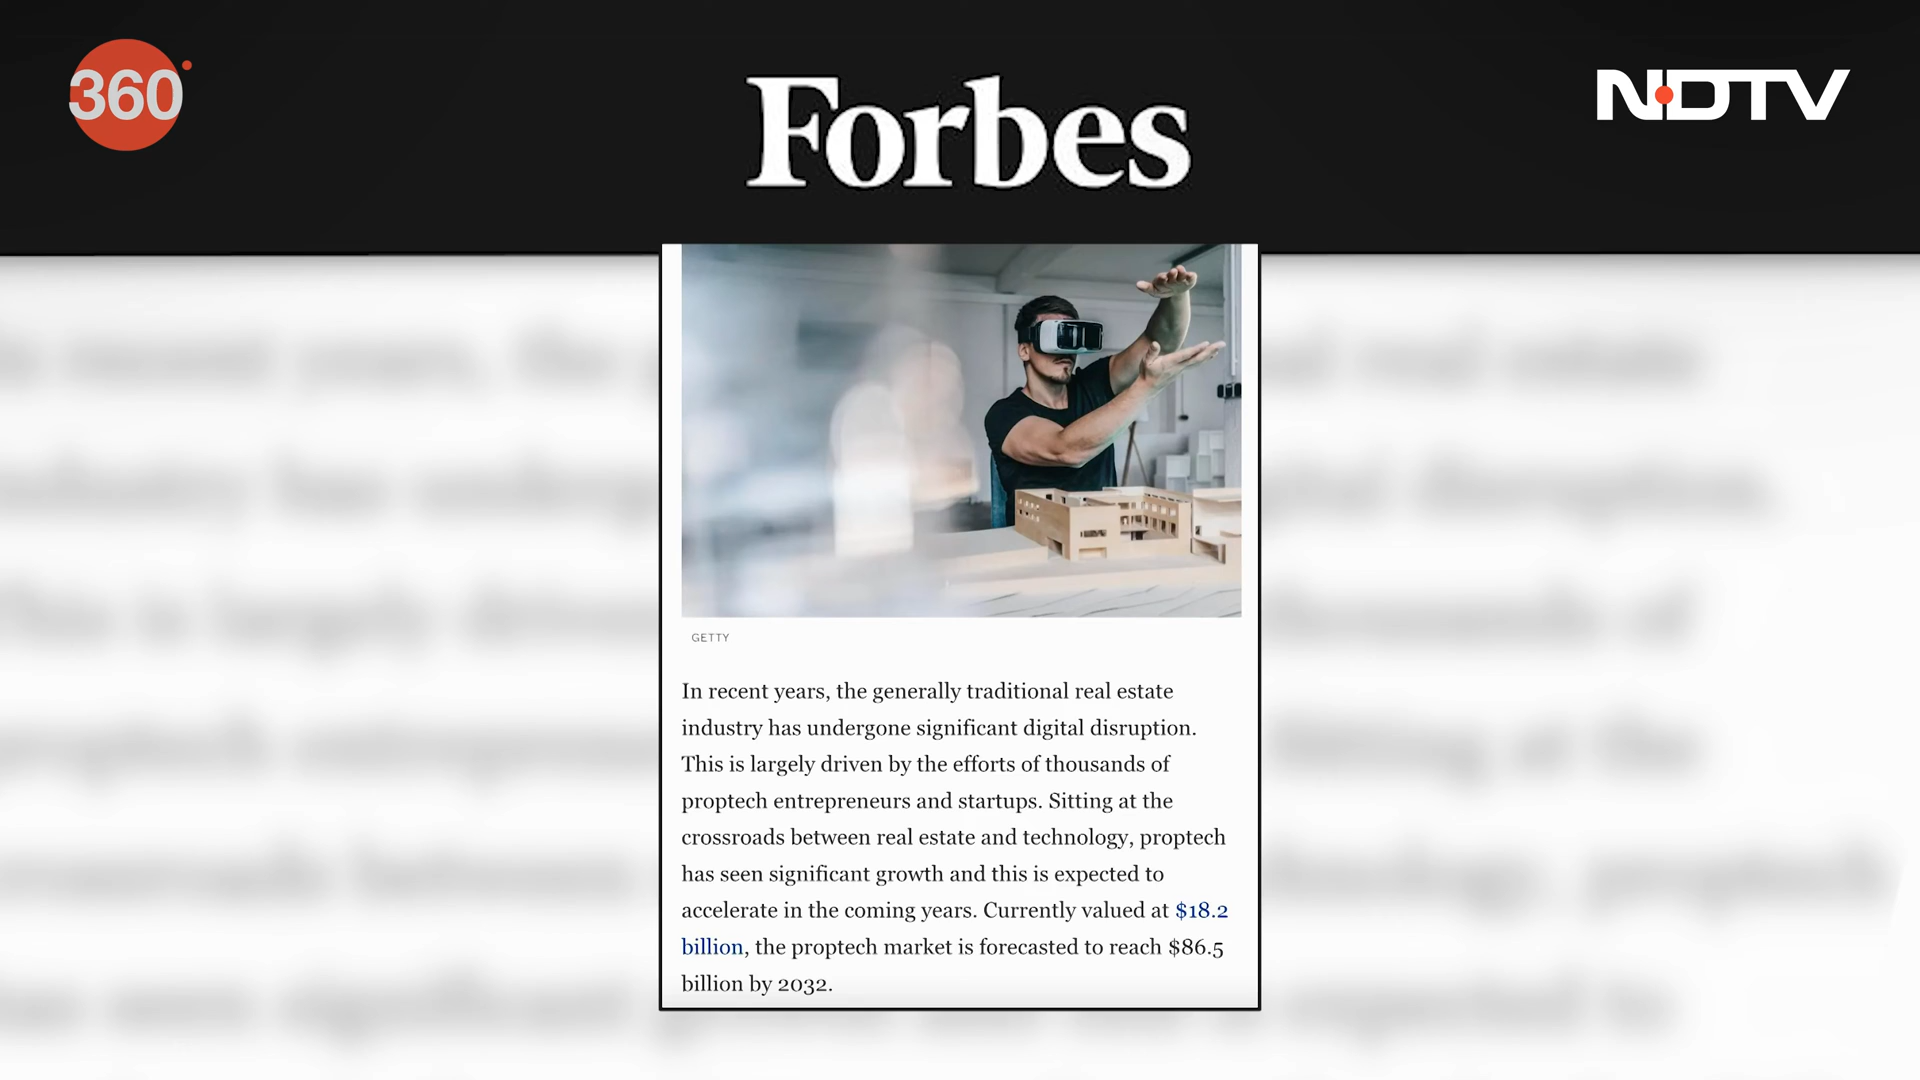 360
Forbes
NDTV
GETTY
In recent years, the generally traditional real estate
industry has undergone significant digital disruption.
This is largely driven by the efforts of thousands of
proptech entrepreneurs and startups. Sitting at the
crossroads between real estate and technology, proptech
has seen significant growth and this is expected to
accelerate in the coming years. Currently valued at $18.2
billion, the proptech market is forecasted to reach $86.5
billion by 2032.